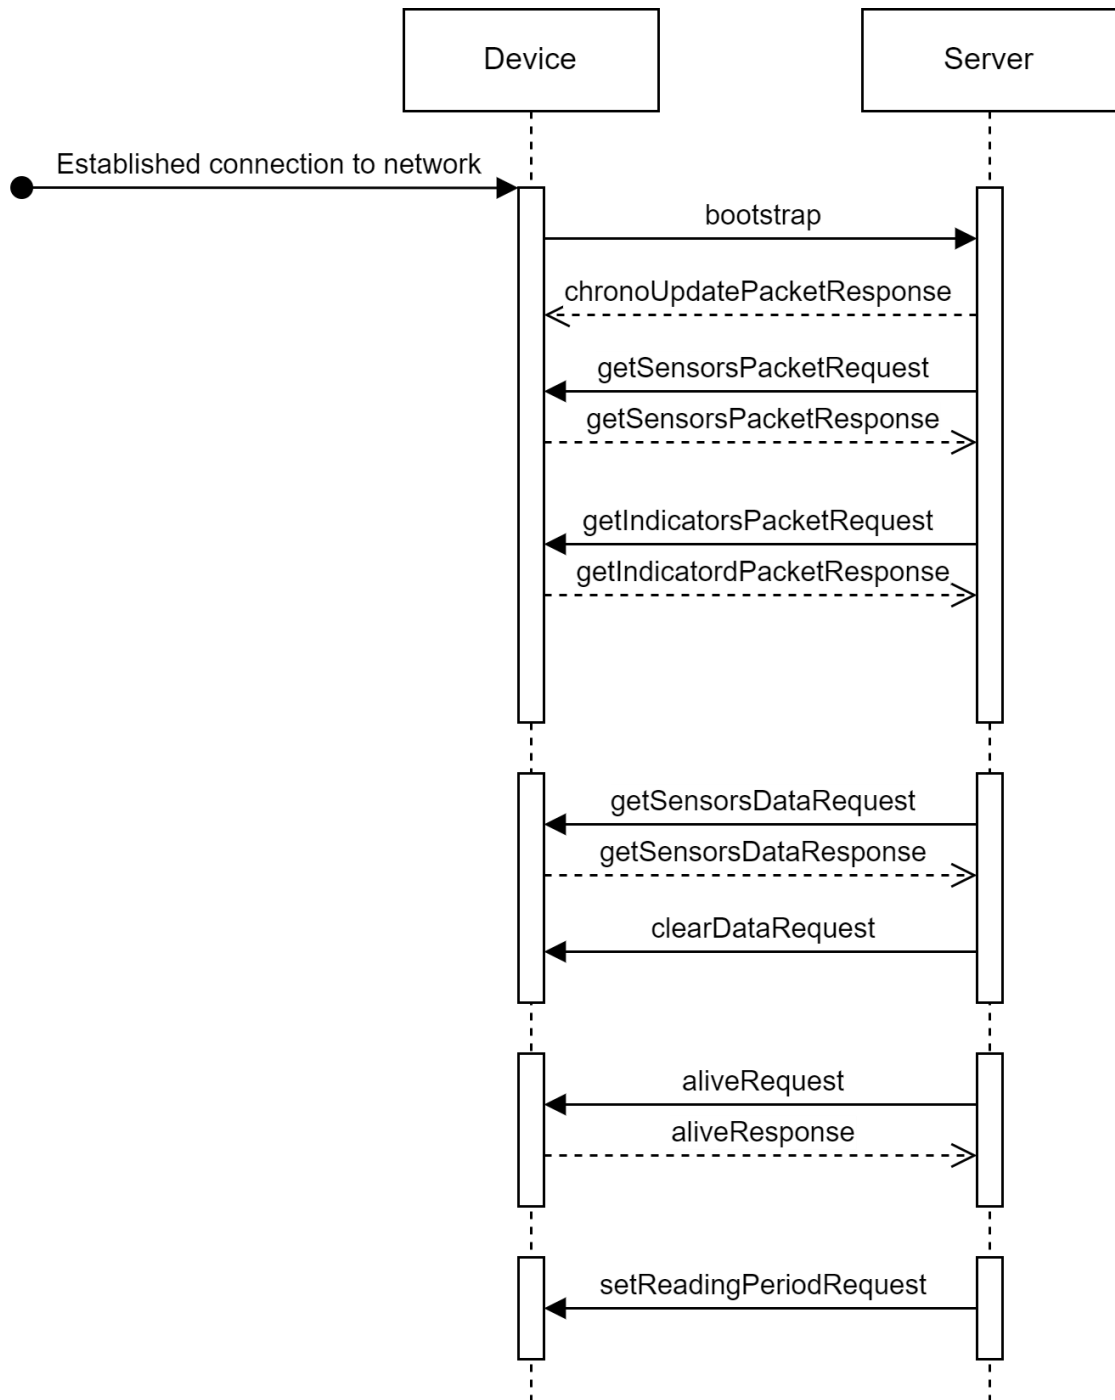 Device
Server
Established connection to network
bootstrap
chronoUpdatePacketResponse
getSensorsPacketRequest
getSensorsPacketResponse
getIndicatorsPacketRequest
getIndicatordPacketResponse
getSensorsDataRequest
getSensorsDataResponse
clearDataRequest
aliveRequest
aliveResponse
setReadingPeriodRequest